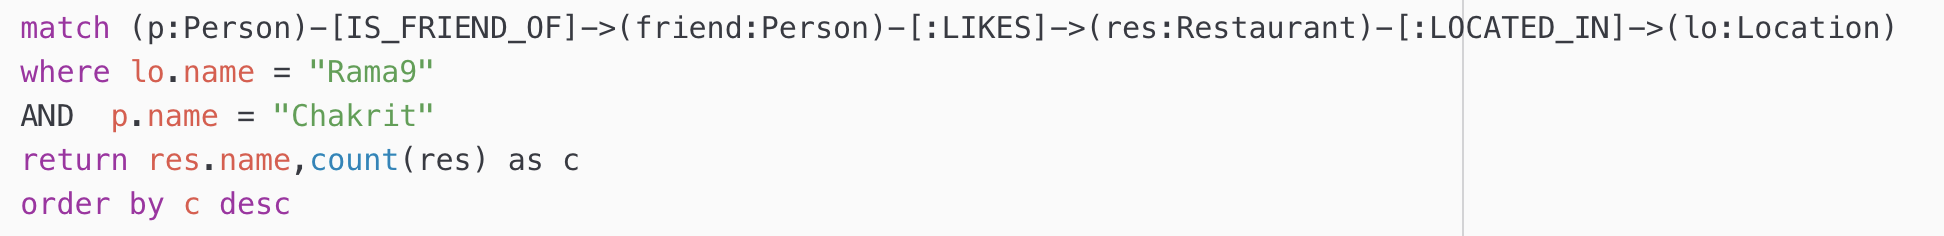 match (p:Person)-[IS_FRIEND_OF]->(friend:Person)-[:LIKES]->(res:Restaurant)-[:LOCATED_IN]->(lo:Location)
where lo.name = "Rama9"
AND  p.name = "Chakrit"
return res.name,count(res) as c
order by c desc